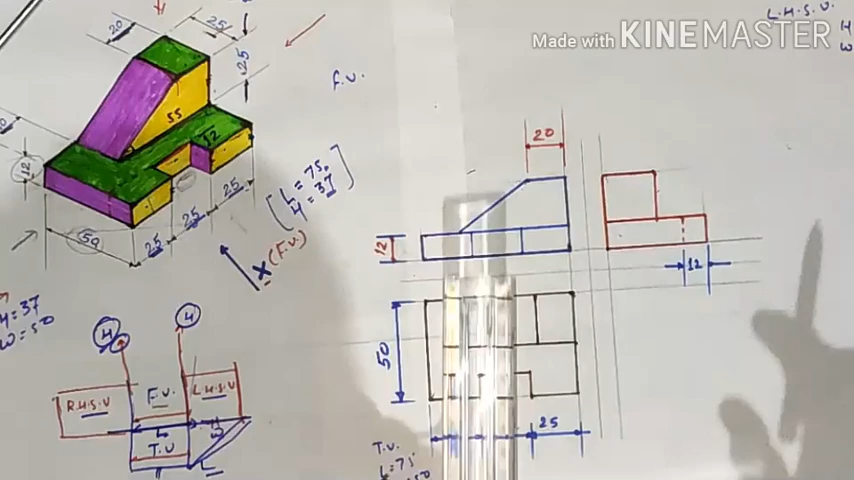 L.H.S.V.
H
W
Made with KINEMASTER
20
25
25
F.V.
55
12
12
50
25
25
25
L = 75.
H = 37
X (F.V.)
H = 37
W = 50
4
4
R.H.S.V
F.V.
L.H.S.V
L
T.V
20
12
12
50
25
T.V.
L = 75